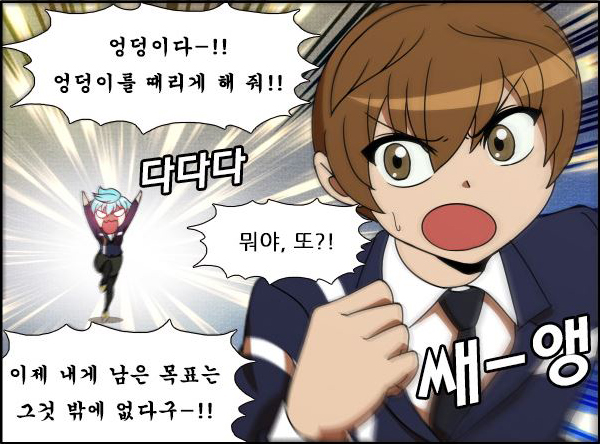 엉덩이다-!!
엉덩이를 때리게 해 줘!!
다다다
뭐야, 또?!
이제 내게 남은 목표는
그것 밖에 없다구-!!
쌔-앵